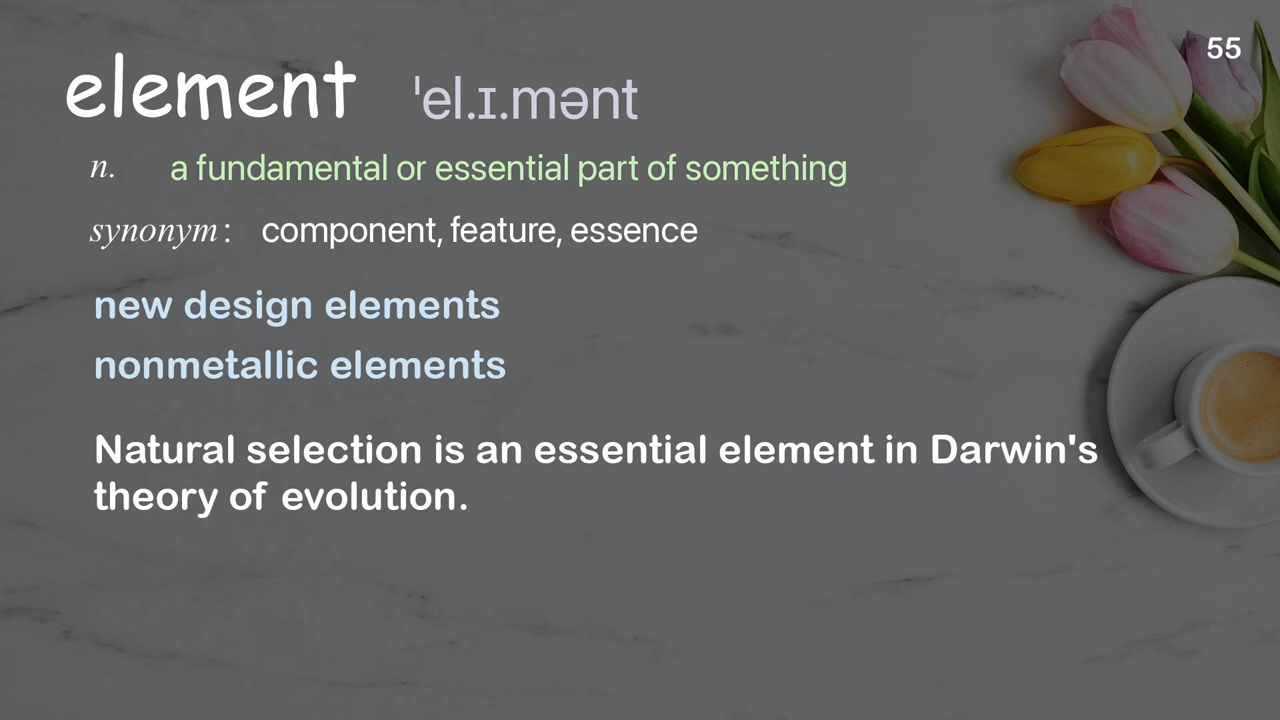 55
element ˈel.ɪ.mənt
n. a fundamental or essential part of something
synonym: component, feature, essence
new design elements
nonmetallic elements
Natural selection is an essential element in Darwin's
theory of evolution.